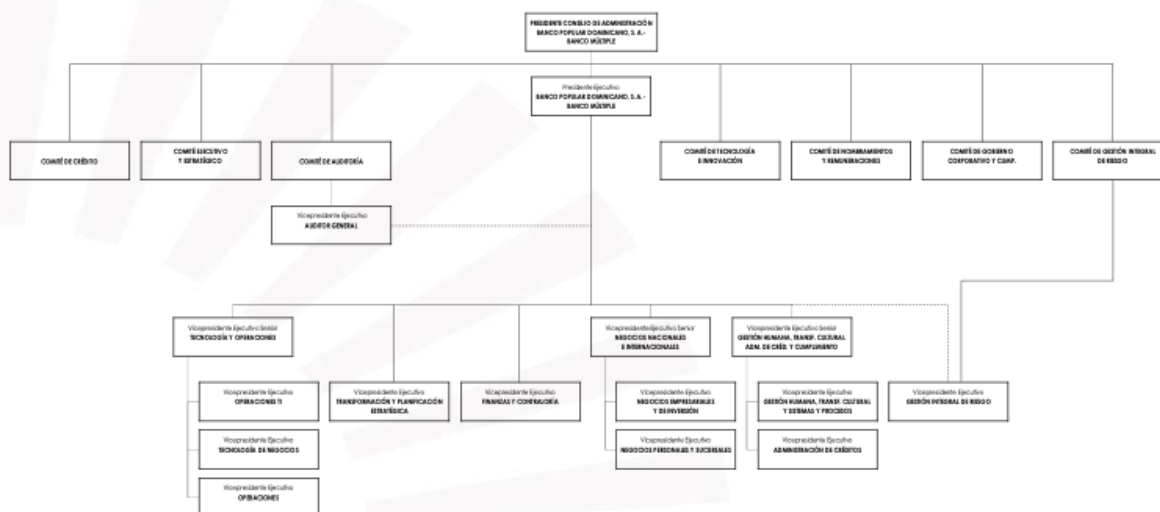 PRESIDENTE CONSEJO DE ADMINISTRACIÓN
BANCO POPULAR DOMINICANO, S. A. -
BANCO MÚLTIPLE
Presidente Ejecutivo
BANCO POPULAR DOMINICANO, S. A. -
BANCO MÚLTIPLE
COMITÉ DE CRÉDITO
COMITÉ EJECUTIVO
Y ESTRATÉGICO
COMITÉ DE AUDITORÍA
COMITÉ DE TECNOLOGÍA
E INNOVACIÓN
COMITÉ DE NOMBRAMIENTOS
Y REMUNERACIONES
COMITÉ DE GOBIERNO
CORPORATIVO Y CUMP.
COMITÉ DE GESTIÓN INTEGRAL
DE RIESGO
Vicepresidente Ejecutivo
AUDITOR GENERAL
Vicepresidente Ejecutivo Senior
TECNOLOGÍA Y OPERACIONES
Vicepresidente Ejecutivo Senior
NEGOCIOS NACIONALES
E INTERNACIONALES
Vicepresidente Ejecutivo Senior
GESTIÓN HUMANA, TRANSF. CULTURAL
ADM. DE CRÉD. Y CUMPLIMIENTO
Vicepresidente Ejecutivo
OPERACIONES TI
Vicepresidente Ejecutivo
TRANSFORMACIÓN Y PLANIFICACIÓN
ESTRATÉGICA
Vicepresidente Ejecutivo
FINANZAS Y CONTRALORÍA
Vicepresidente Ejecutivo
NEGOCIOS EMPRESARIALES
Y DE INVERSIÓN
Vicepresidente Ejecutivo
GESTIÓN HUMANA, TRANSF. CULTURAL
Y SISTEMAS Y PROCESOS
Vicepresidente Ejecutivo
GESTIÓN INTEGRAL DE RIESGO
Vicepresidente Ejecutivo
TECNOLOGÍA DE NEGOCIOS
Vicepresidente Ejecutivo
NEGOCIOS PERSONALES Y SUCURSALES
Vicepresidente Ejecutivo
ADMINISTRACIÓN DE CRÉDITOS
Vicepresidente Ejecutivo
OPERACIONES